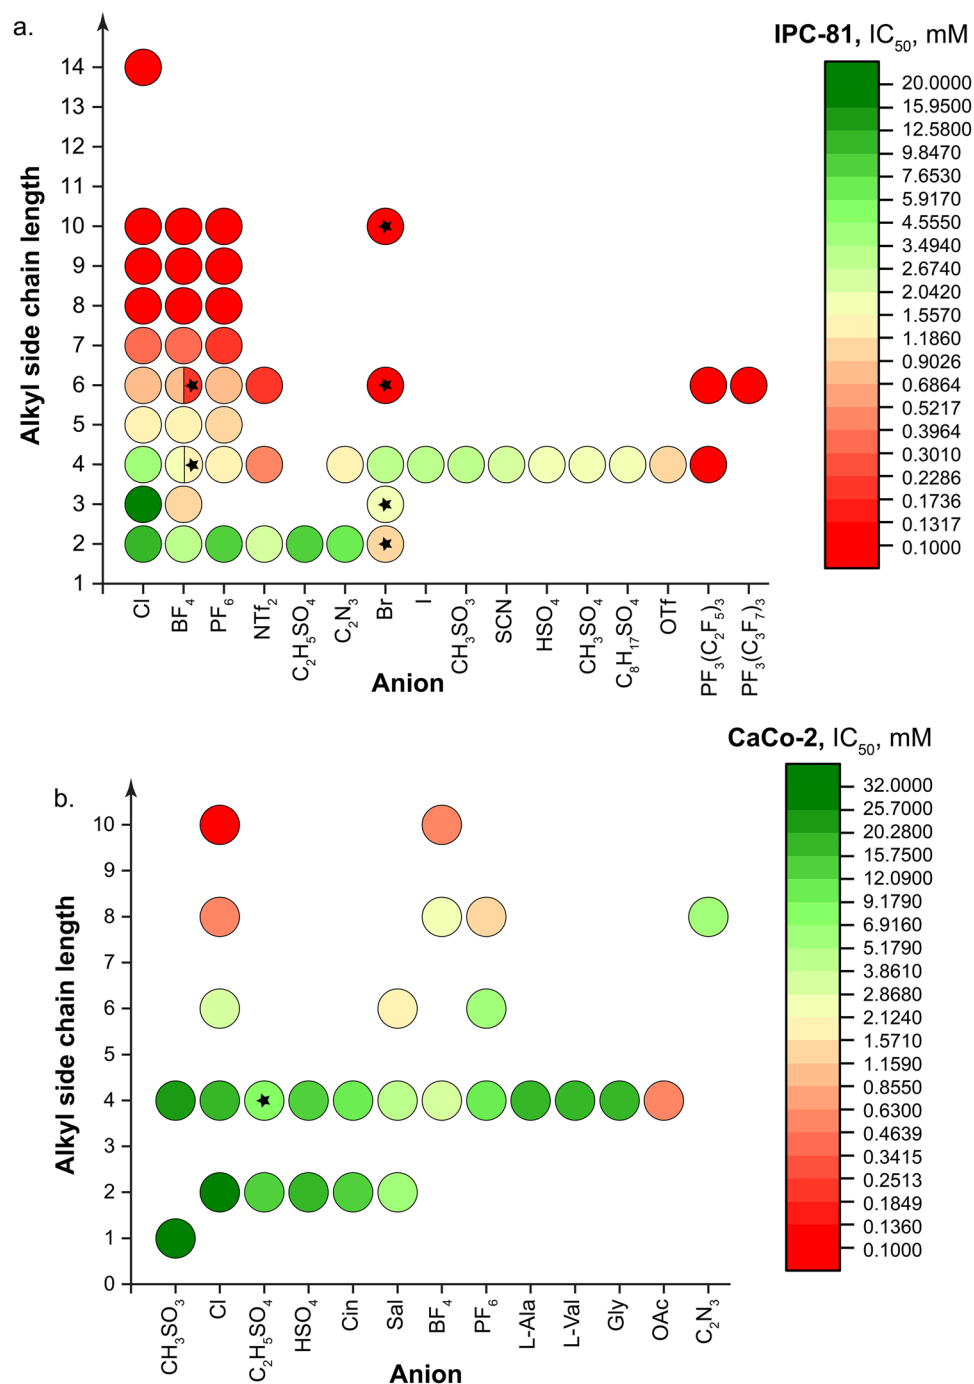 a.
IPC-81, IC50, mM
20.0000
15.9500
12.5800
9.8470
7.6530
5.9170
4.5550
3.4940
2.6740
2.0420
1.5570
1.1860
0.9026
0.6864
0.5217
0.3964
0.3010
0.2286
0.1736
0.1317
0.1000
Alkyl side chain length
14
13
12
11
10
9
8
7
6
5
4
3
2
1
Cl
BF4
PF6
NTf2
C2H5SO4
C2N3
Br
I
CH3SO3
SCN
HSO4
CH3SO4
C8H17SO4
OTf
PF3(C2F5)3
PF3(C3F7)3
Anion
b.
CaCo-2, IC50, mM
32.0000
25.7000
20.2800
15.7500
12.0900
9.1790
6.9160
5.1790
3.8610
2.8680
2.1240
1.5710
1.1590
0.8550
0.6300
0.4639
0.3415
0.2513
0.1849
0.1360
0.1000
Alkyl side chain length
10
9
8
7
6
5
4
3
2
1
0
CH3SO3
Cl
C2H5SO4
HSO4
Cin
Sal
BF4
PF6
L-Ala
L-Val
Gly
OAc
C2N3
Anion